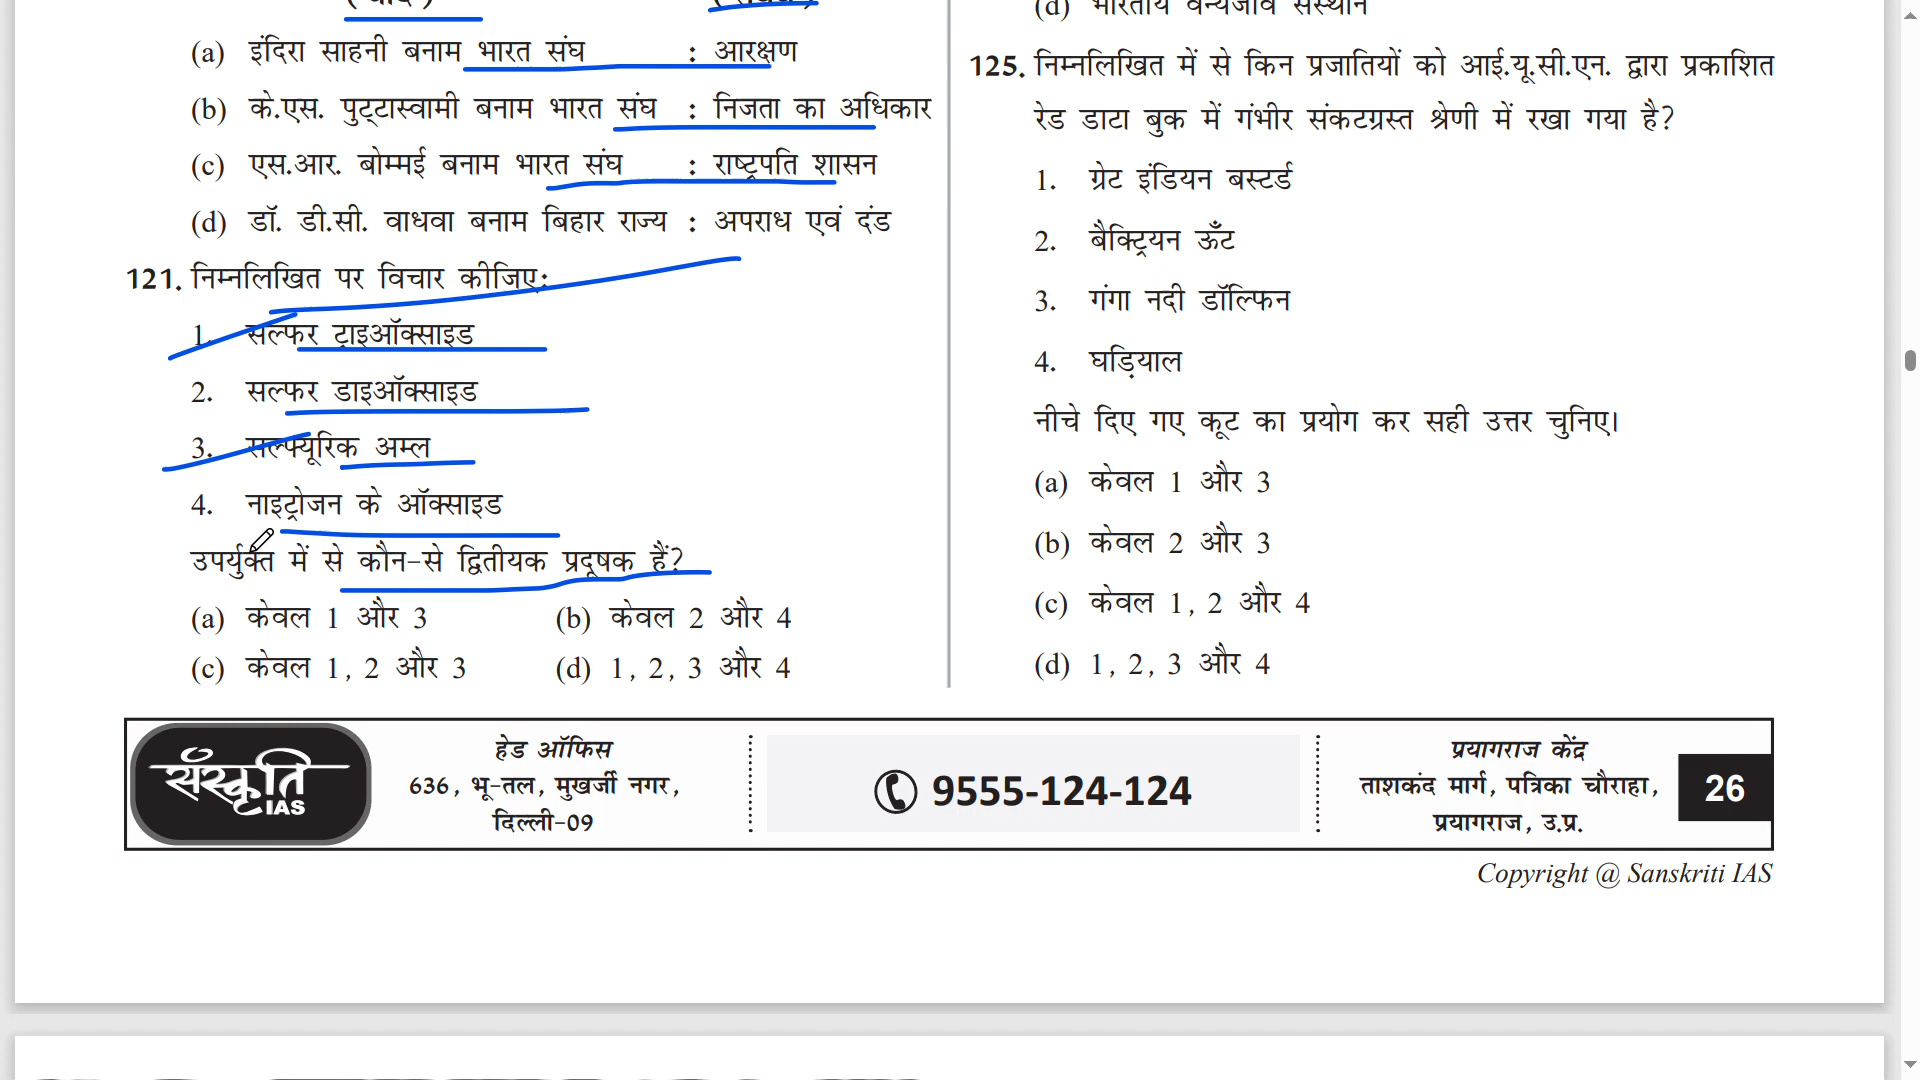 (a) इंदिरा साहनी बनाम भारत संघ : आरक्षण
(b) के.एस. पुट्टास्वामी बनाम भारत संघ : निजता का अधिकार
(c) एस.आर. बोम्मई बनाम भारत संघ : राष्ट्रपति शासन
(d) डॉ. डी.सी. वाधवा बनाम बिहार राज्य : अपराध एवं दंड
121. निम्नलिखित पर विचार कीजिए:
1. सल्फर ट्राइऑक्साइड
2. सल्फर डाइऑक्साइड
3. सल्फ्यूरिक अम्ल
4. नाइट्रोजन के ऑक्साइड
उपर्युक्त में से कौन-से द्वितीयक प्रदूषक हैं?
(a) केवल 1 और 3 (b) केवल 2 और 4
(c) केवल 1, 2 और 3 (d) 1, 2, 3 और 4
(d) भारतीय वन्यजीव संस्थान
125. निम्नलिखित में से किन प्रजातियों को आई.यू.सी.एन. द्वारा प्रकाशित
रेड डाटा बुक में गंभीर संकटग्रस्त श्रेणी में रखा गया है?
1. ग्रेट इंडियन बस्टर्ड
2. बैक्ट्रियन ऊँट
3. गंगा नदी डॉल्फिन
4. घड़ियाल
नीचे दिए गए कूट का प्रयोग कर सही उत्तर चुनिए।
(a) केवल 1 और 3
(b) केवल 2 और 3
(c) केवल 1, 2 और 4
(d) 1, 2, 3 और 4
संस्कृति
IAS
हेड ऑफिस
636, भू-तल, मुखर्जी नगर,
दिल्ली-09
9555-124-124
प्रयागराज केंद्र
ताशकंद मार्ग, पत्रिका चौराहा,
प्रयागराज, उ.प्र.
26
Copyright @ Sanskriti IAS